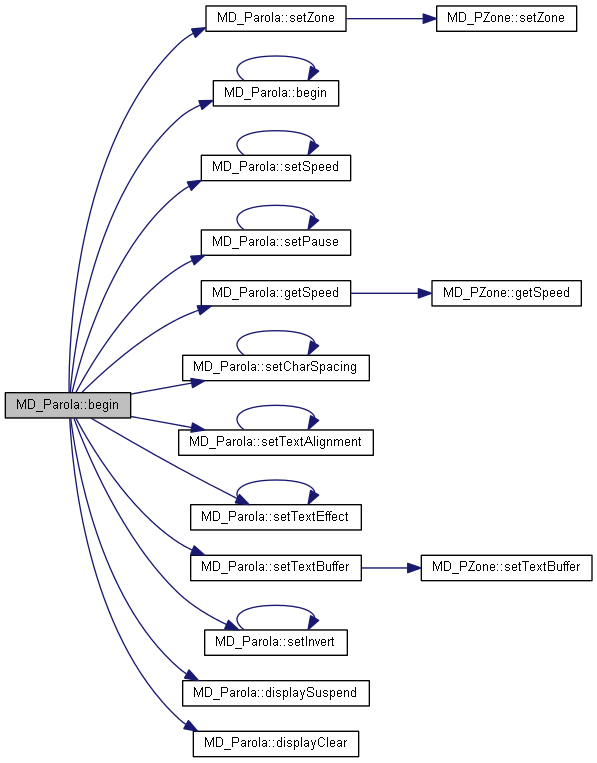 MD_Parola::setZone
MD_PZone::setZone
MD_Parola::begin
MD_Parola::setSpeed
MD_Parola::setPause
MD_Parola::getSpeed
MD_PZone::getSpeed
MD_Parola::setCharSpacing
MD_Parola::begin
MD_Parola::setTextAlignment
MD_Parola::setTextEffect
MD_Parola::setTextBuffer
MD_PZone::setTextBuffer
MD_Parola::setInvert
MD_Parola::displaySuspend
MD_Parola::displayClear